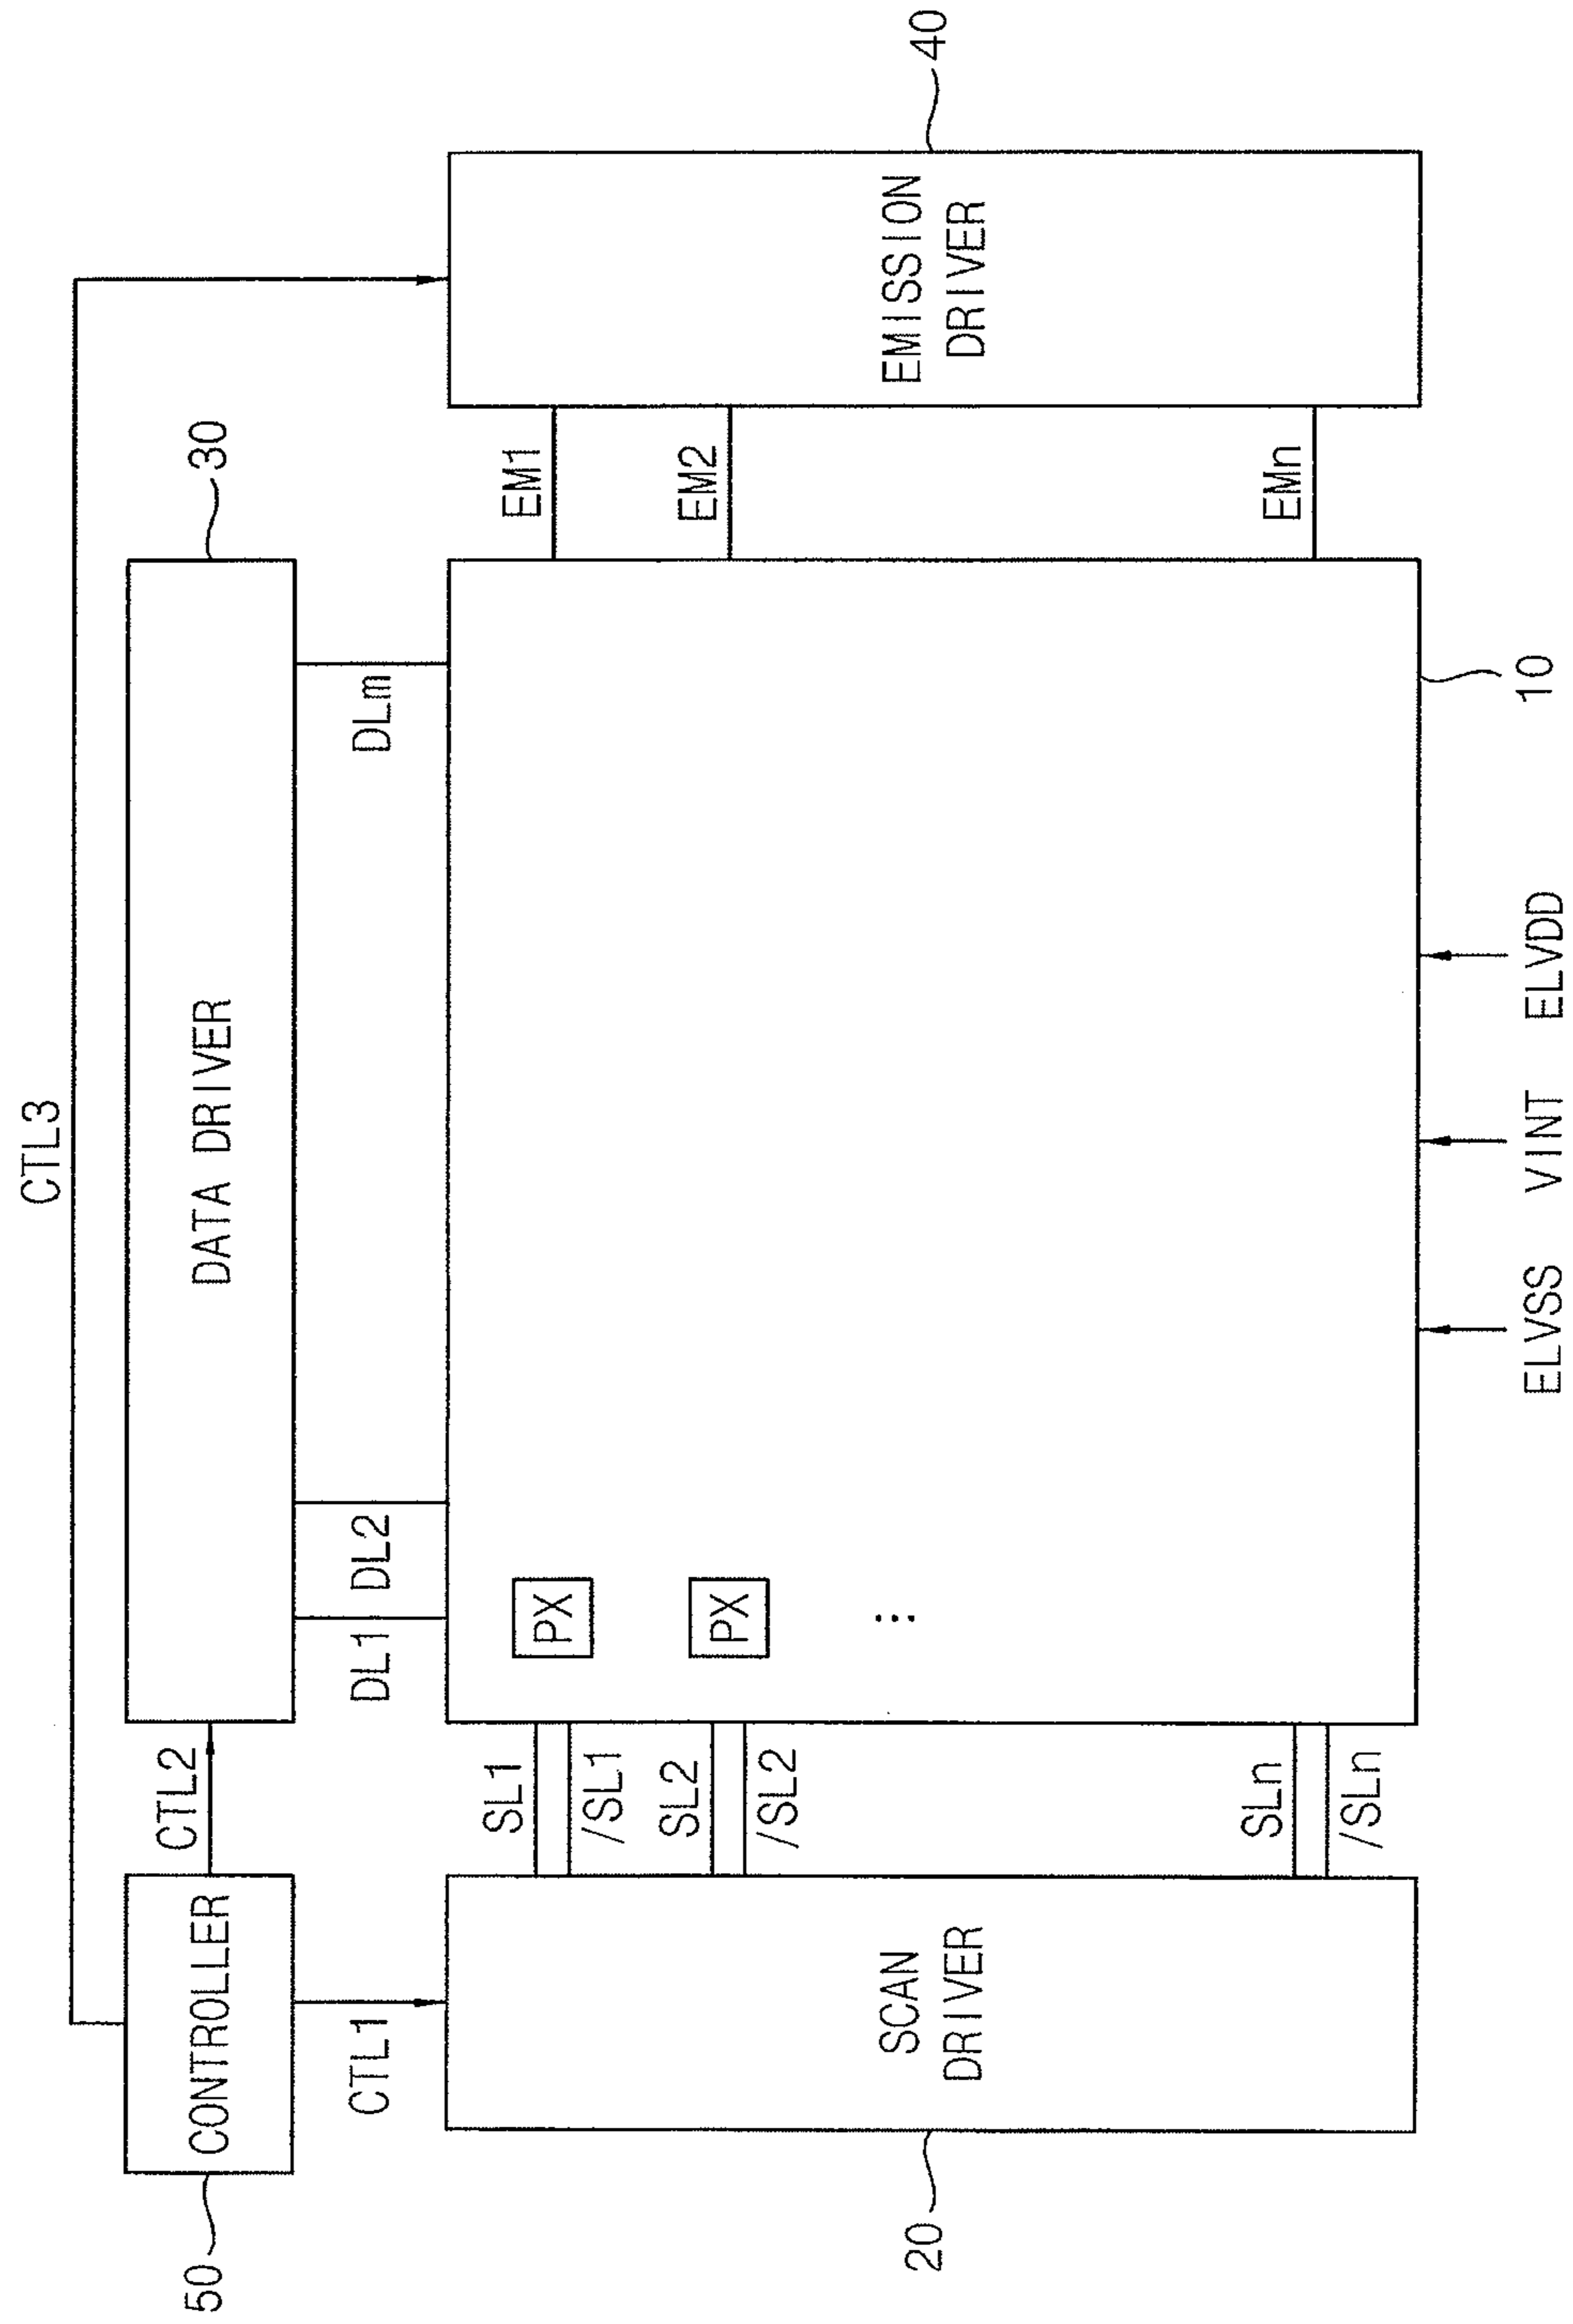 CTL3
50
CONTROLLER
CTL2
DATA DRIVER
30
CTL1
DL1
DL2
DLm
20
SCAN
DRIVER
SL1
/SL1
SL2
/SL2
SLn
/SLn
PX
PX
⋮
EM1
EM2
EMn
EMISSION
DRIVER
40
10
ELVSS
VINT
ELVDD